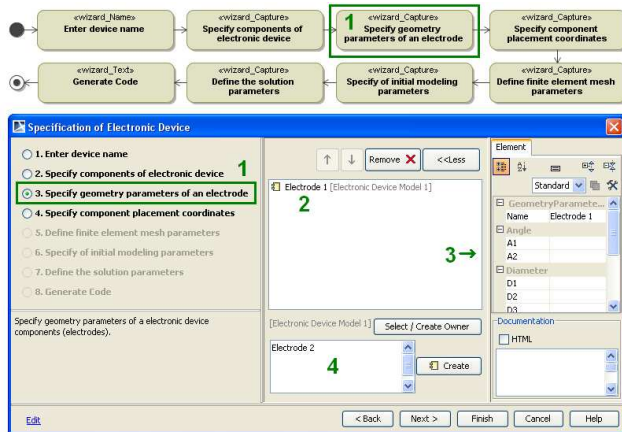 «wizard_Name»
Enter device name
«wizard_Capture»
Specify components of
electronic device
1
«wizard_Capture»
Specify geometry
parameters of an electrode
«wizard_Capture»
Specify component
placement coordinates
«wizard_Text»
Generate Code
«wizard_Capture»
Define the solution
parameters
«wizard_Capture»
Specify of initial modeling
parameters
«wizard_Capture»
Define finite element mesh
parameters
Specification of Electronic Device
1. Enter device name
2. Specify components of electronic device
1
3. Specify geometry parameters of an electrode
4. Specify component placement coordinates
5. Define finite element mesh parameters
6. Specify of initial modeling parameters
7. Define the solution parameters
8. Generate Code
Specify geometry parameters of a electronic device
components (electrodes).
Remove
<<Less
Electrode 1 [Electronic Device Model 1]
2
3→
[Electronic Device Model 1]
Select / Create Owner
Electrode 2
4
Create
Element
Standard
GeometryParamete...
Name Electrode 1
Angle
A1
A2
Diameter
D1
D2
D3
Documentation
HTML
Edit
< Back
Next >
Finish
Cancel
Help